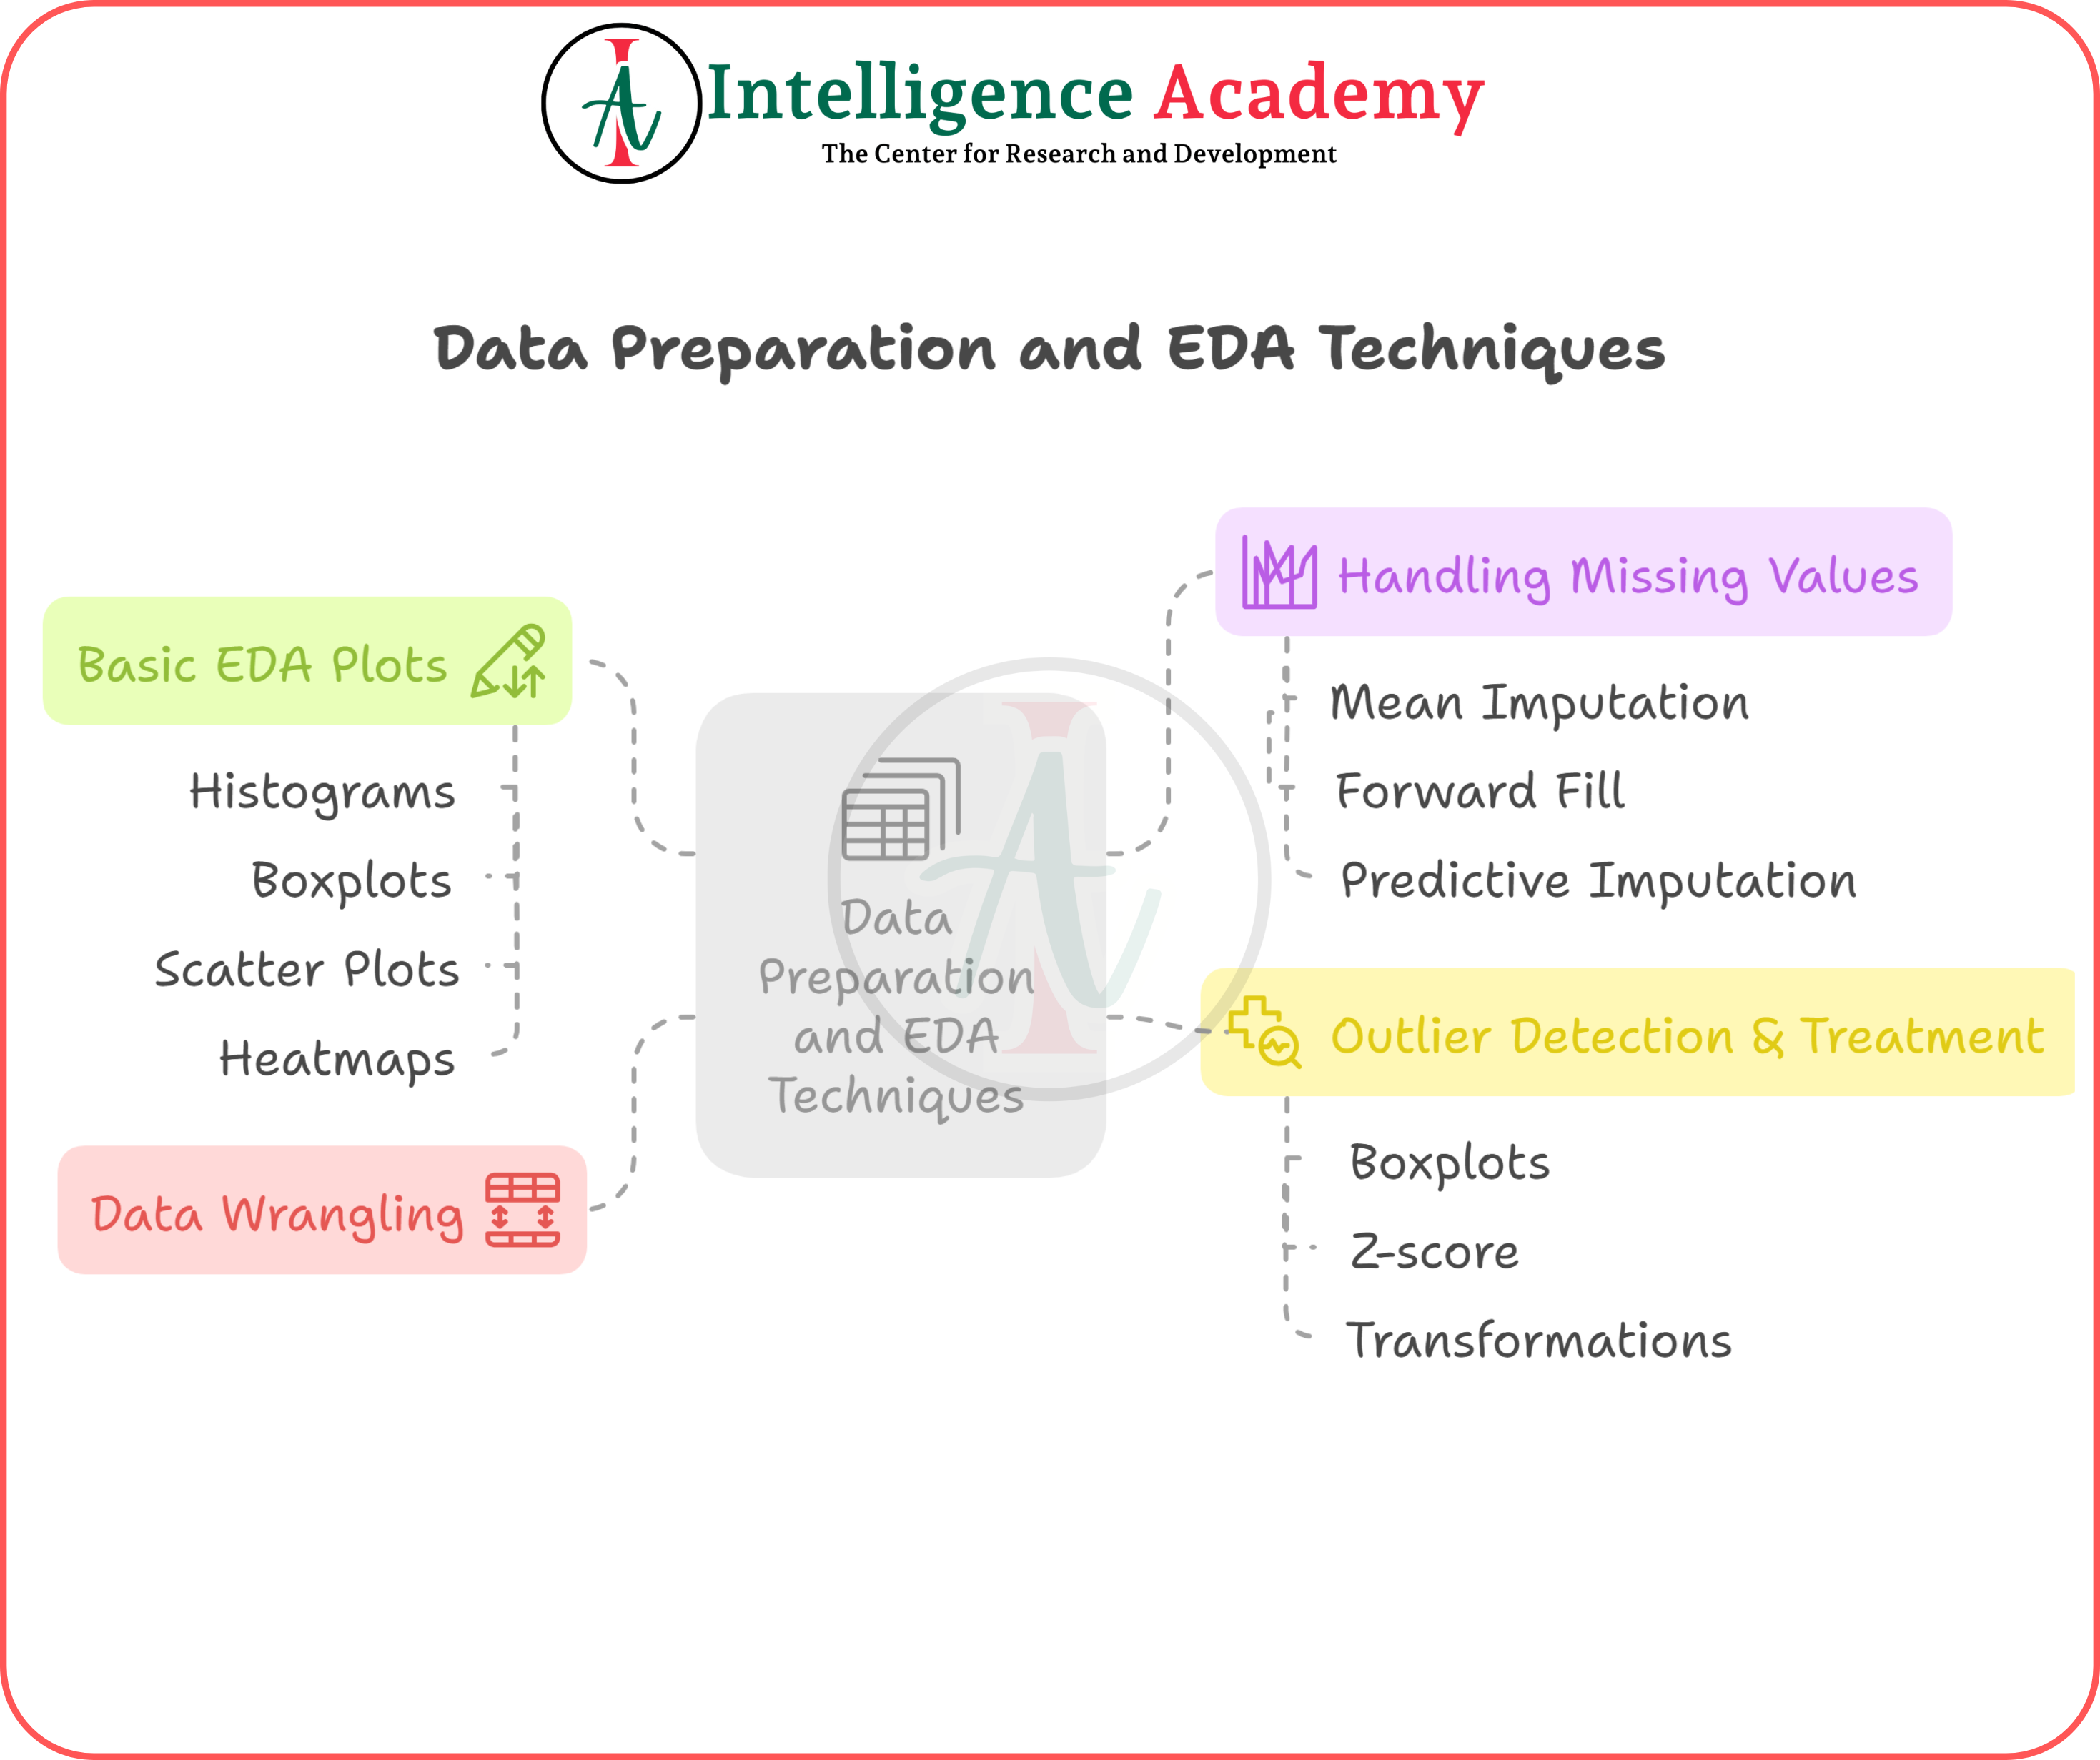 Intelligence Academy
The Center for Research and Development
Data Preparation and EDA Techniques
Basic EDA Plots
Histograms
Boxplots
Scatter Plots
Heatmaps
Data Wrangling
Data
Preparation
and EDA
Techniques
Handling Missing Values
Mean Imputation
Forward Fill
Predictive Imputation
Outlier Detection & Treatment
Boxplots
Z-score
Transformations